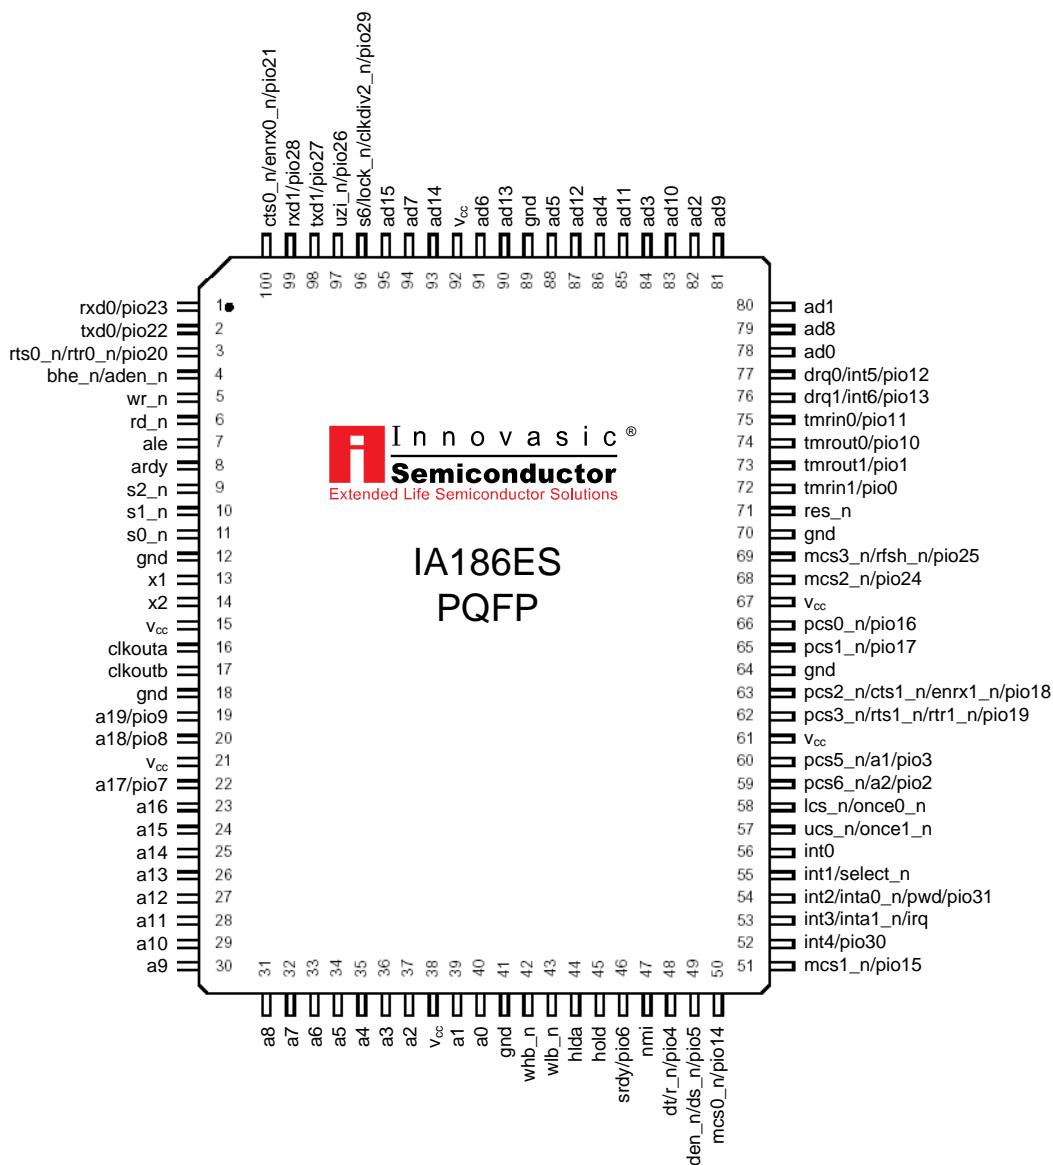 cts0_n/enrx0_n/pio21
rxd1/pio28
txd1/pio27
uzi_n/pio26
s6/lock_n/clkdiv2_n/pio29
ad15
ad7
ad14
vcc
ad6
ad13
gnd
ad5
ad12
ad4
ad11
ad3
ad10
ad2
ad9
100 99 98 97 96 95 94 93 92 91 90 89 88 87 86 85 84 83 82 81
rxd0/pio23 1
txd0/pio22 2
rts0_n/rtr0_n/pio20 3
bhe_n/aden_n 4
wr_n 5
rd_n 6
ale 7
ardy 8
s2_n 9
s1_n 10
s0_n 11
gnd 12
x1 13
x2 14
vcc 15
clkouta 16
clkoutb 17
gnd 18
a19/pio9 19
a18/pio8 20
vcc 21
a17/pio7 22
a16 23
a15 24
a14 25
a13 26
a12 27
a11 28
a10 29
a9 30
Innovasic®
Semiconductor
Extended Life Semiconductor Solutions
IA186ES
PQFP
80 ad1
79 ad8
78 ad0
77 drq0/int5/pio12
76 drq1/int6/pio13
75 tmrin0/pio11
74 tmrout0/pio10
73 tmrout1/pio1
72 tmrin1/pio0
71 res_n
70 gnd
69 mcs3_n/rfsh_n/pio25
68 mcs2_n/pio24
67 vcc
66 pcs0_n/pio16
65 pcs1_n/pio17
64 gnd
63 pcs2_n/cts1_n/enrx1_n/pio18
62 pcs3_n/rts1_n/rtr1_n/pio19
61 vcc
60 pcs5_n/a1/pio3
59 pcs6_n/a2/pio2
58 lcs_n/once0_n
57 ucs_n/once1_n
56 int0
55 int1/select_n
54 int2/inta0_n/pwd/pio31
53 int3/inta1_n/irq
52 int4/pio30
51 mcs1_n/pio15
31 32 33 34 35 36 37 38 39 40 41 42 43 44 45 46 47 48 49 50
a8
a7
a6
a5
a4
a3
a2
vcc
a1
a0
gnd
whb_n
wlb_n
hlda
hold
srdy/pio6
nmi
dt/r_n/pio4
den_n/ds_n/pio5
mcs0_n/pio14